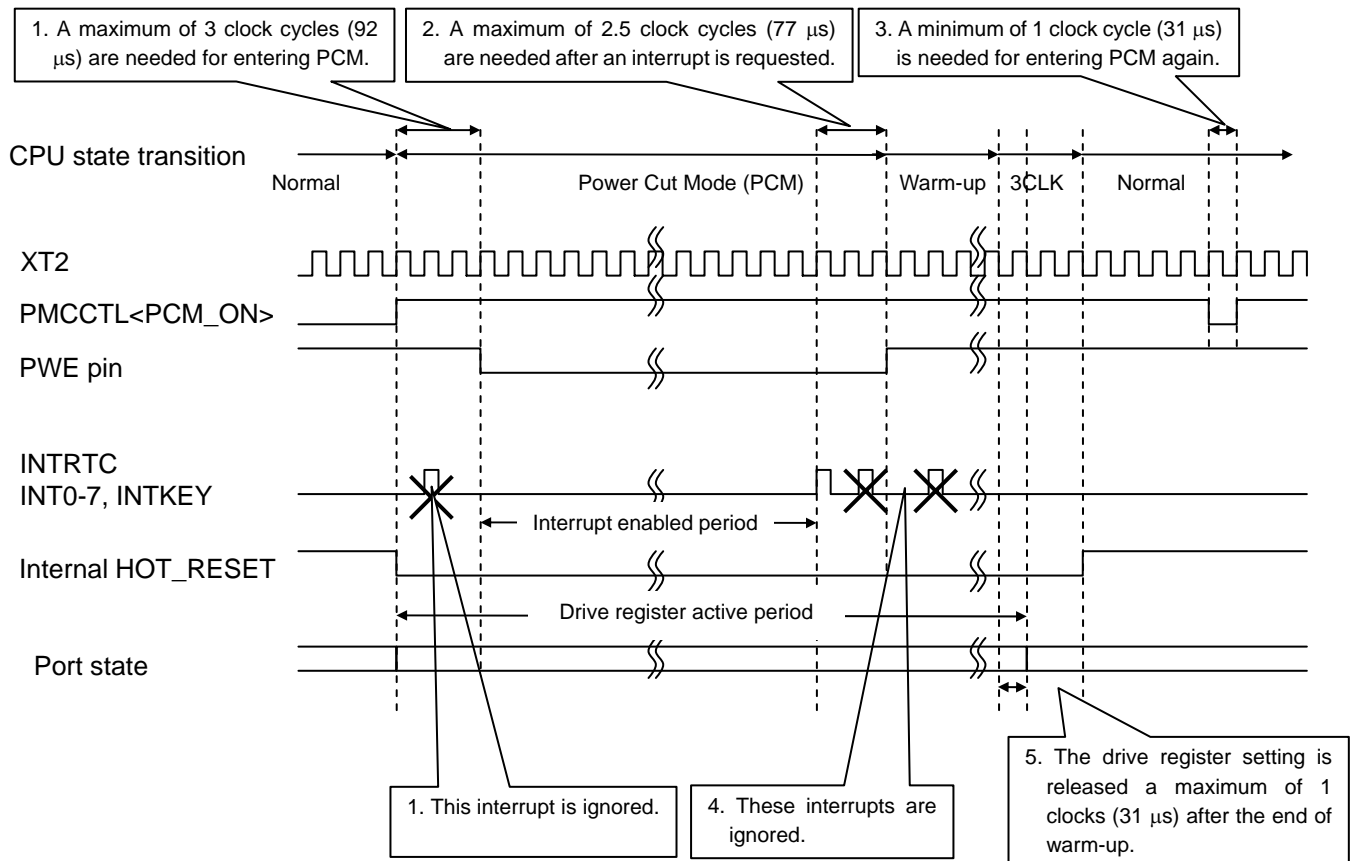 1. A maximum of 3 clock cycles (92
μs) are needed for entering PCM.
2. A maximum of 2.5 clock cycles (77 μs)
are needed after an interrupt is requested.
3. A minimum of 1 clock cycle (31 μs)
is needed for entering PCM again.
CPU state transition
Normal
Power Cut Mode (PCM)
Warm-up
3CLK
Normal
XT2
PMCCTL<PCM_ON>
PWE pin
INTRTC
INT0-7, INTKEY
Interrupt enabled period
Internal HOT_RESET
Drive register active period
Port state
1. This interrupt is ignored.
4. These interrupts are
ignored.
5. The drive register setting is
released a maximum of 1
clocks (31 μs) after the end of
warm-up.